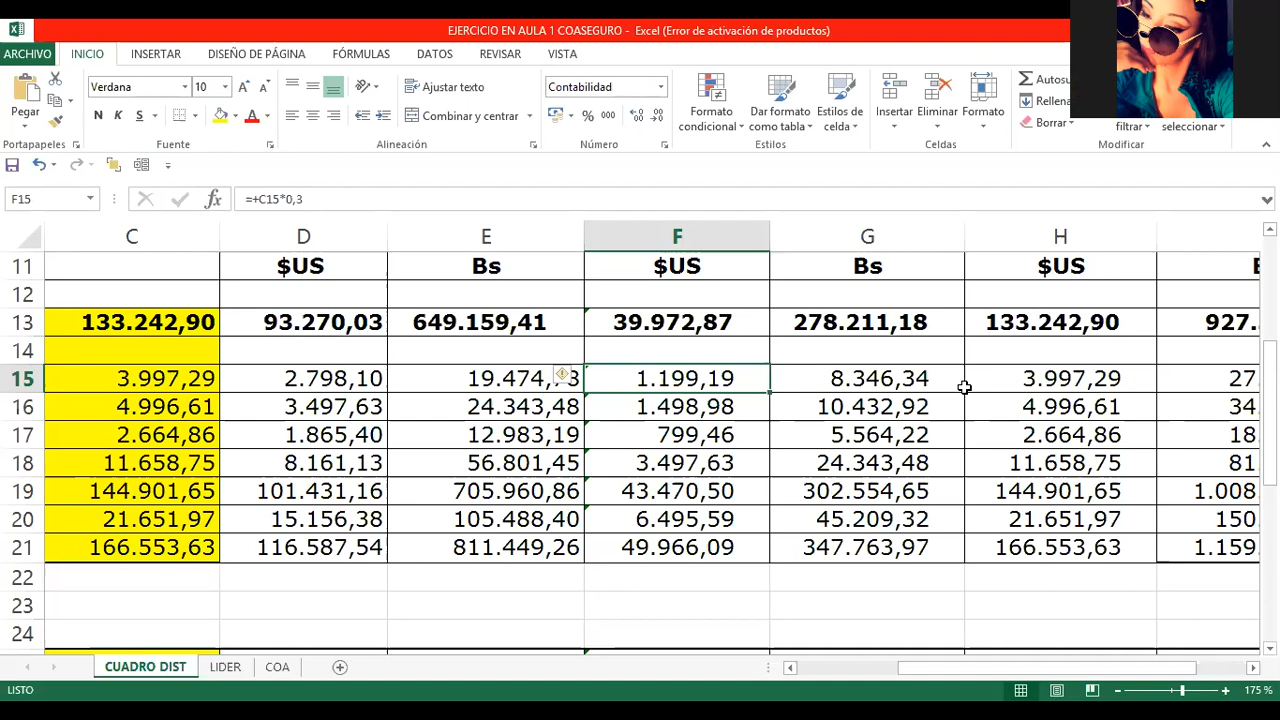 EJERCICIO EN AULA 1 COASEGURO - Excel (Error de activación de productos)
ARCHIVO INICIO INSERTAR DISEÑO DE PÁGINA FÓRMULAS DATOS REVISAR VISTA
Verdana 10 Ajustar texto Contabilidad Autosu
Pegar N K S Combinar y centrar % 000 Formato condicional Dar formato como tabla Estilos de celda Insertar Eliminar Formato Rellena
Borrar filtrar seleccionar
Portapapeles Fuente Alineación Número Estilos Celdas Modificar
F15 fx =+C15*0,3
C D E F G H
11 $US Bs $US Bs $US
12
13 133.242,90 93.270,03 649.159,41 39.972,87 278.211,18 133.242,90 927.
14
15 3.997,29 2.798,10 19.474, 3 1.199,19 8.346,34 3.997,29 27
16 4.996,61 3.497,63 24.343,48 1.498,98 10.432,92 4.996,61 34
17 2.664,86 1.865,40 12.983,19 799,46 5.564,22 2.664,86 18
18 11.658,75 8.161,13 56.801,45 3.497,63 24.343,48 11.658,75 81
19 144.901,65 101.431,16 705.960,86 43.470,50 302.554,65 144.901,65 1.008
20 21.651,97 15.156,38 105.488,40 6.495,59 45.209,32 21.651,97 150
21 166.553,63 116.587,54 811.449,26 49.966,09 347.763,97 166.553,63 1.159
22
23
24
CUADRO DIST LIDER COA
LISTO 175 %